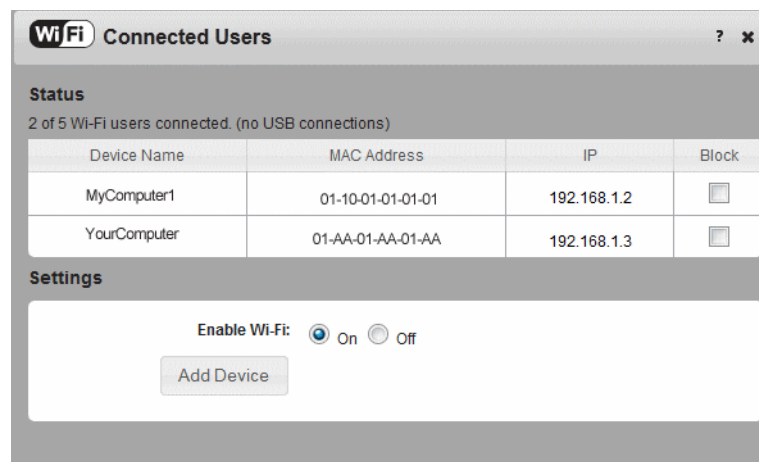 WiFi Connected Users ? ✖
Status
2 of 5 Wi-Fi users connected. (no USB connections)
Device Name MAC Address IP Block
MyComputer1 01-10-01-01-01-01 192.168.1.2
YourComputer 01-AA-01-AA-01-AA 192.168.1.3
Settings
Enable Wi-Fi: On Off
Add Device